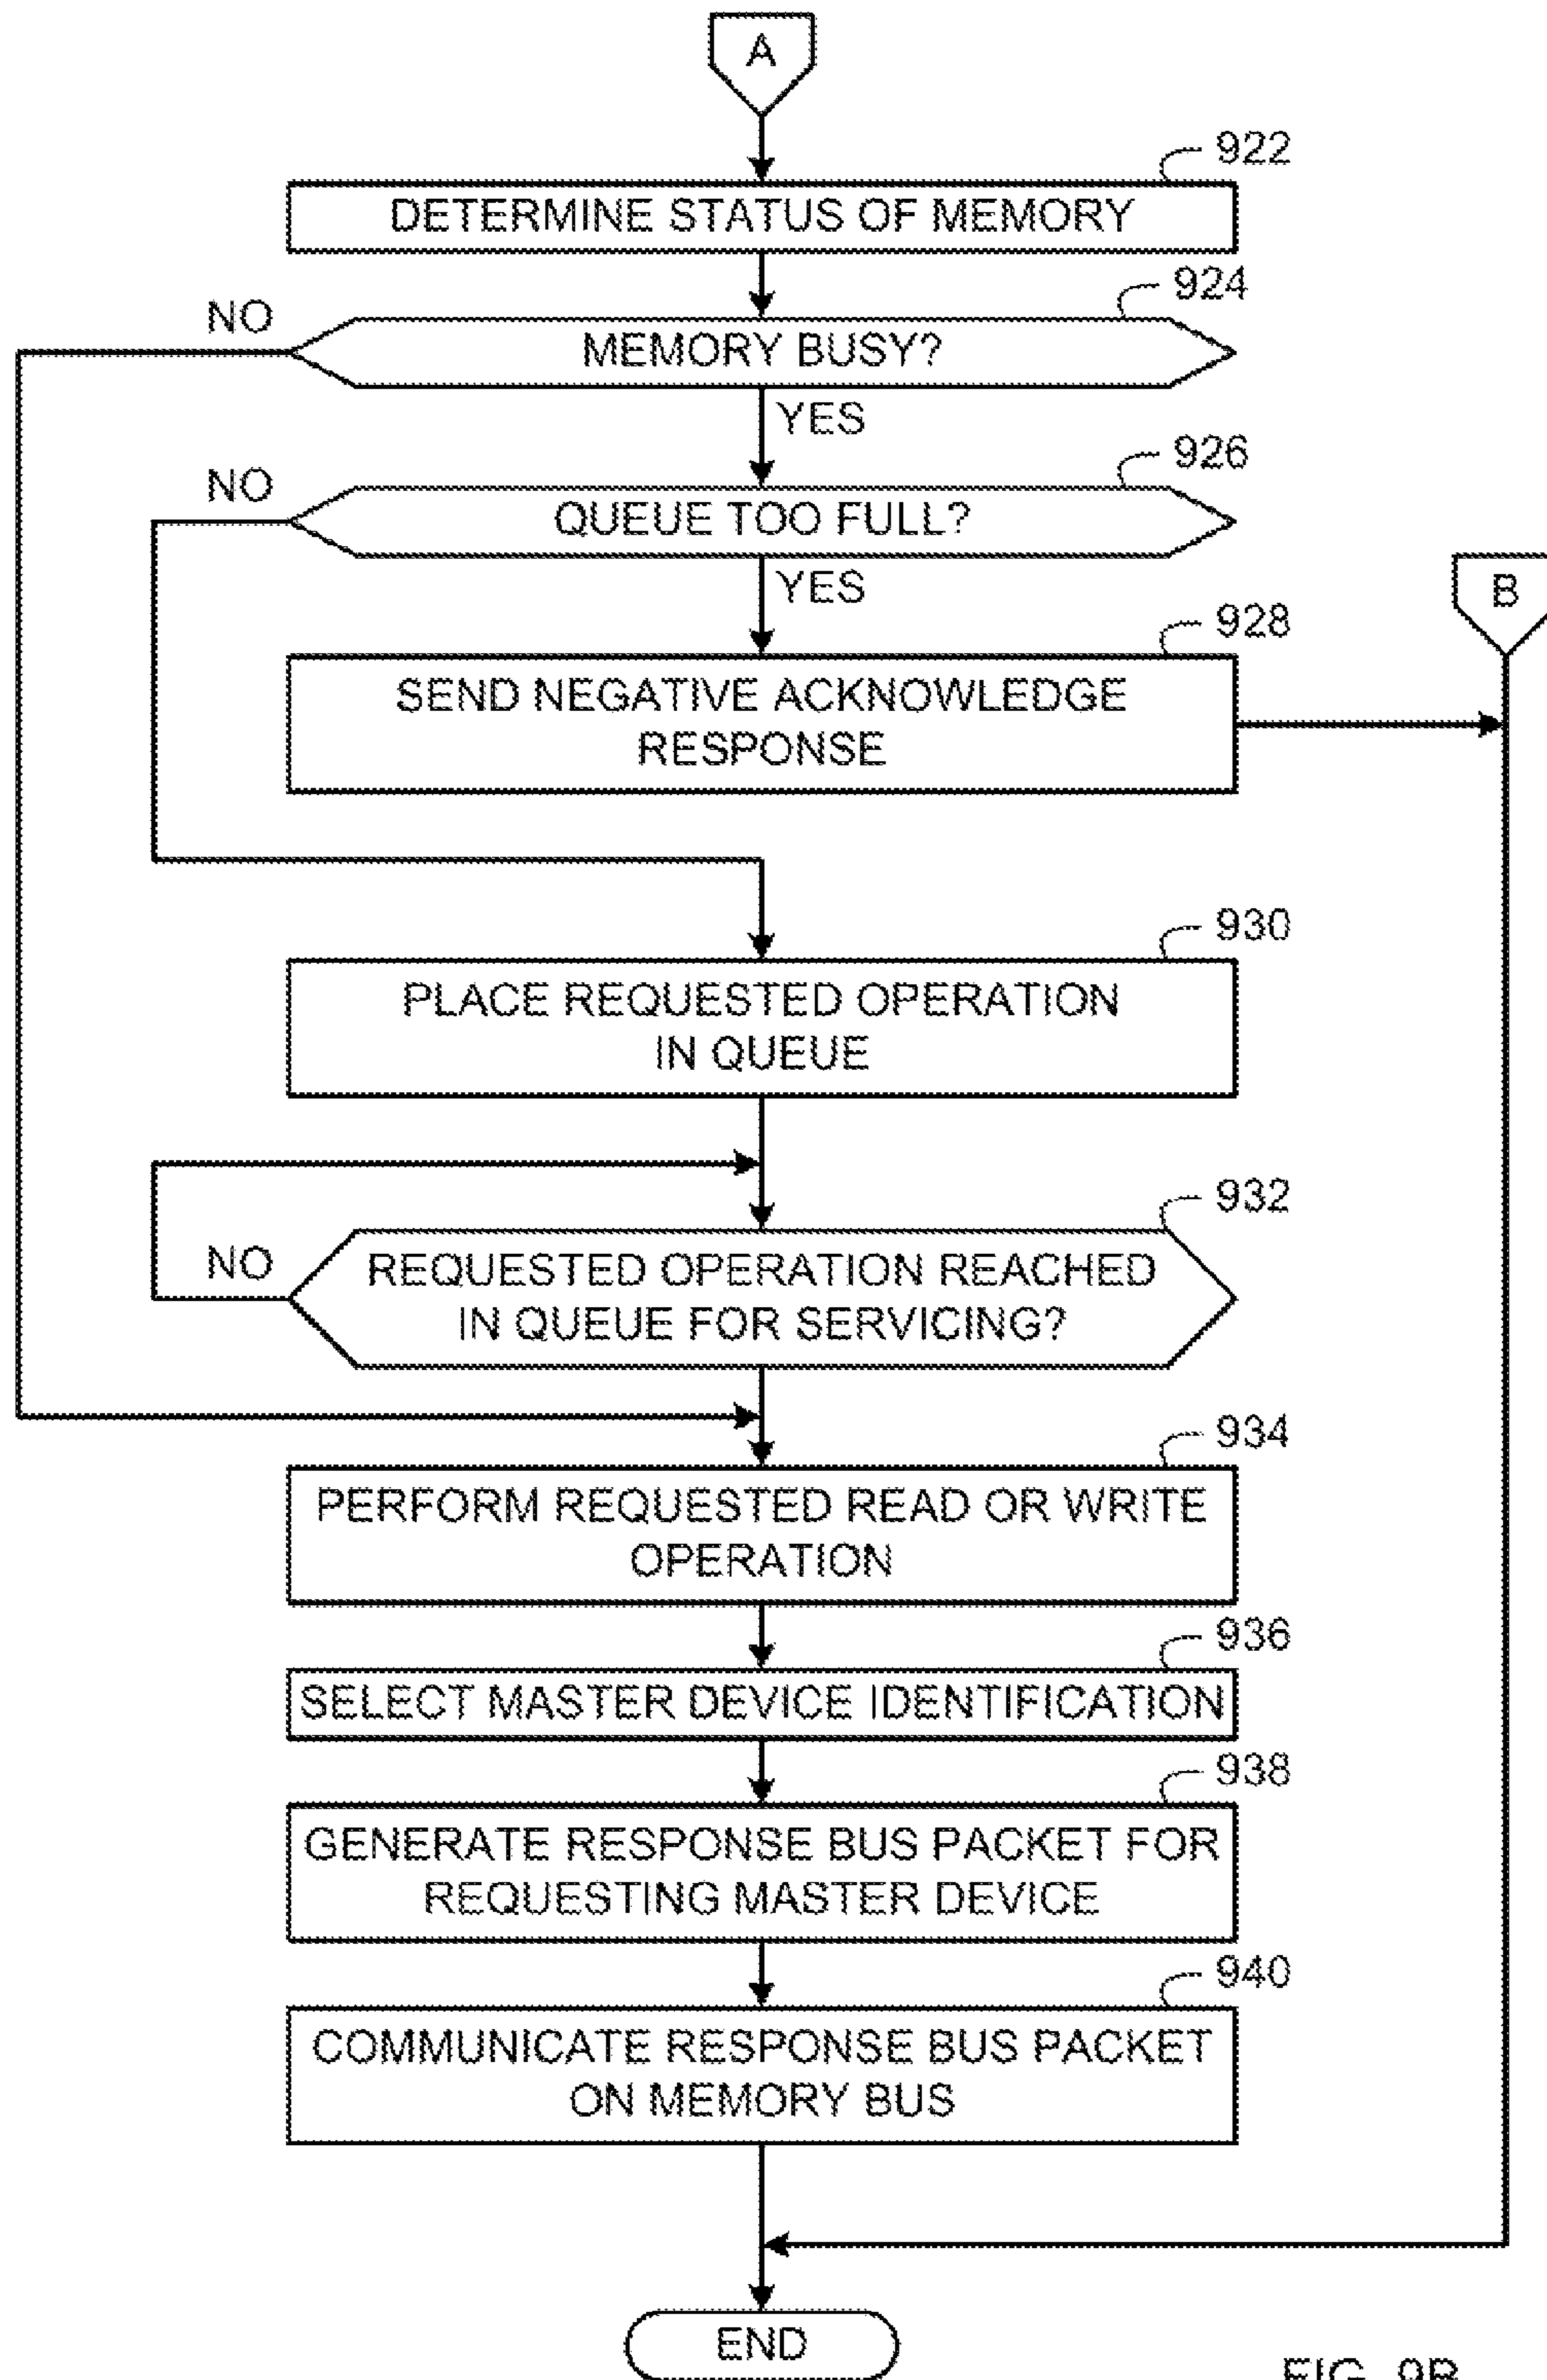 A
922
DETERMINE STATUS OF MEMORY
924
NO
MEMORY BUSY?
YES
926
NO
QUEUE TOO FULL?
YES
B
928
SEND NEGATIVE ACKNOWLEDGE
RESPONSE
930
PLACE REQUESTED OPERATION
IN QUEUE
932
NO
REQUESTED OPERATION REACHED
IN QUEUE FOR SERVICING?
934
PERFORM REQUESTED READ OR WRITE
OPERATION
936
SELECT MASTER DEVICE IDENTIFICATION
938
GENERATE RESPONSE BUS PACKET FOR
REQUESTING MASTER DEVICE
940
COMMUNICATE RESPONSE BUS PACKET
ON MEMORY BUS
END
FIG. 9B